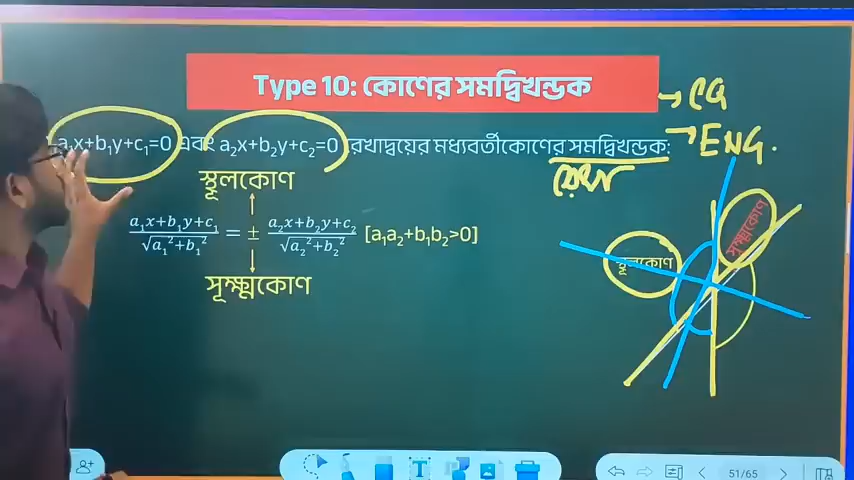 Type 10: কোণের সমদ্বিখন্ডক
→ CQ
→ ENG.
a₁x+b₁y+c₁=0 এবং a₂x+b₂y+c₂=0 রেখাদ্বয়ের মধ্যবর্তীকোণের সমদ্বিখন্ডক:
রেখা
স্থূলকোণ
(a₁x+b₁y+c₁)/√(a₁²+b₁²) = ± (a₂x+b₂y+c₂)/√(a₂²+b₂²) [a₁a₂+b₁b₂>0]
সূক্ষ্মকোণ
স্থূলকোণ
সূক্ষ্মকোণ
T
51/65